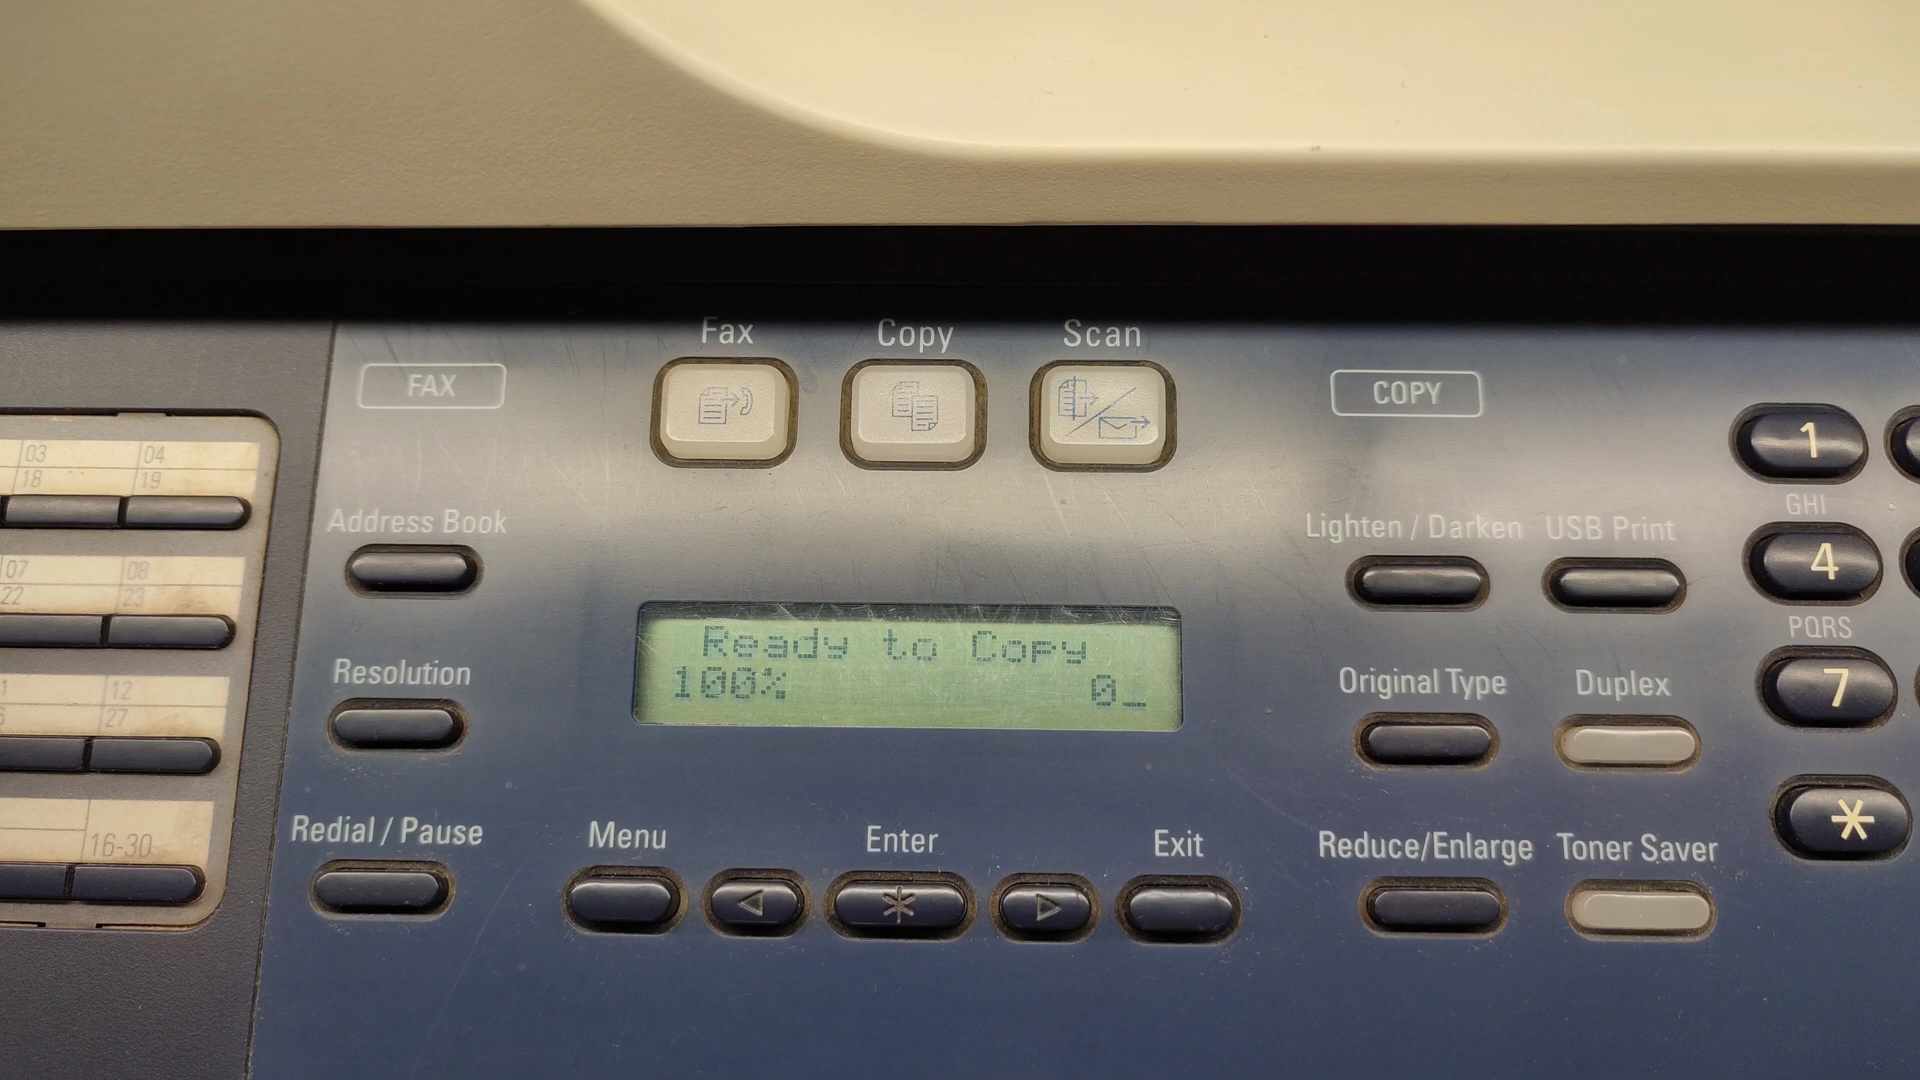 Fax Copy Scan
FAX
COPY
1
03 04
18 19
GHI
Address Book
Lighten / Darken USB Print
4
07 08
22 23
Ready to Copy
100% 0_
PQRS
Resolution
Original Type Duplex
7
12
27
Redial / Pause
Menu Enter Exit
Reduce/Enlarge Toner Saver
*
16-30
*